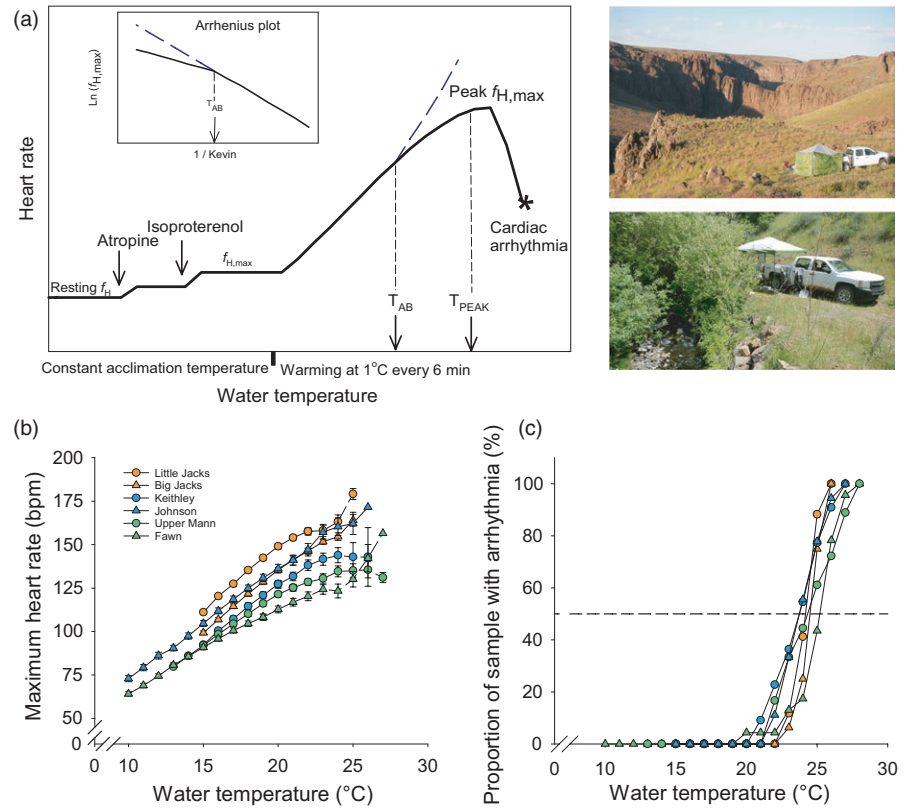 (a)
Arrhenius plot
Ln (fH,max)
TAB
1 / Kevin
Peak fH,max
Heart rate
Isoproterenol
Atropine
fH,max
Resting fH
Cardiac
arrhythmia
TAB
TPEAK
Constant acclimation temperature
Warming at 1°C every 6 min
Water temperature
(b)
200
175
150
125
100
75
50
0
Maximum heart rate (bpm)
Little Jacks
Big Jacks
Keithley
Johnson
Upper Mann
Fawn
0 10 15 20 25 30
Water temperature (°C)
(c)
100
80
60
40
20
0
Proportion of sample with arrhythmia (%)
0 10 15 20 25 30
Water temperature (°C)